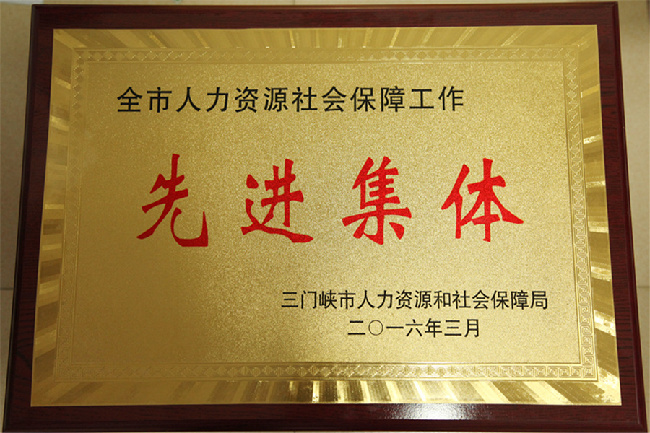 全市人力资源社会保障工作
先进集体
三门峡市人力资源和社会保障局
二〇一六年三月